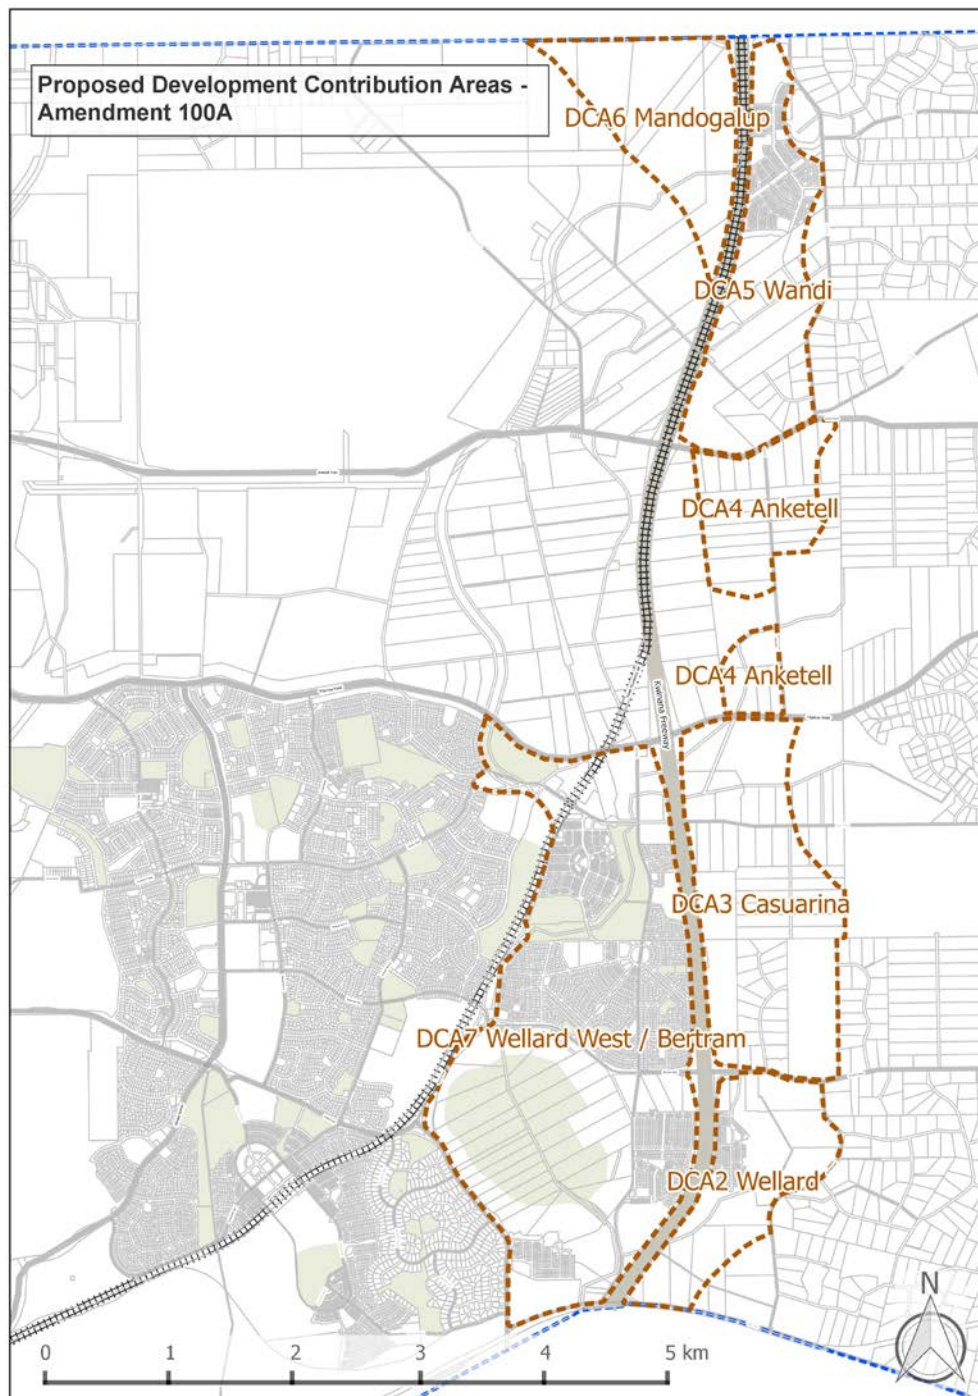 Proposed Development Contribution Areas -
Amendment 100A
DCA6 Mandogalup
DCA5 Wandi
DCA4 Anketell
DCA4 Anketell
Kwinana Freeway
DCA3 Casuarina
DCA7 Wellard West / Bertram
DCA2 Wellard
N
0 1 2 3 4 5 km